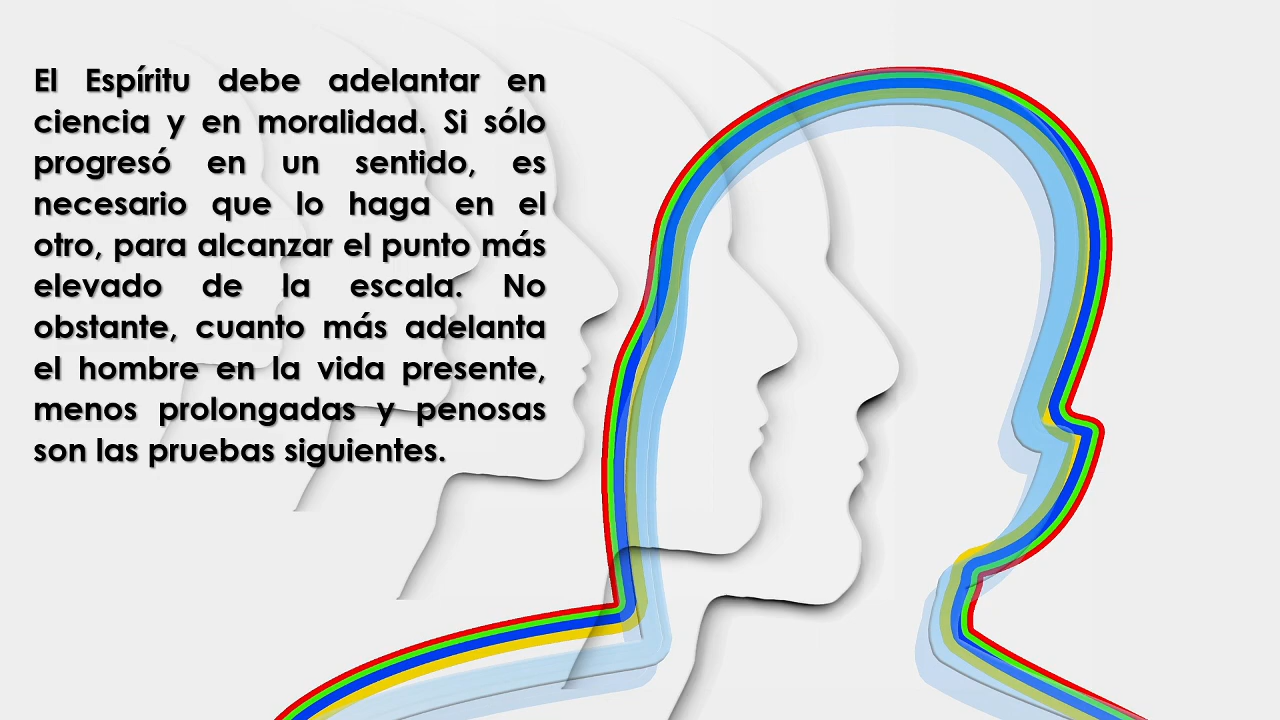 El Espíritu debe adelantar en
ciencia y en moralidad. Si sólo
progresó en un sentido, es
necesario que lo haga en el
otro, para alcanzar el punto más
elevado de la escala. No
obstante, cuanto más adelanta
el hombre en la vida presente,
menos prolongadas y penosas
son las pruebas siguientes.